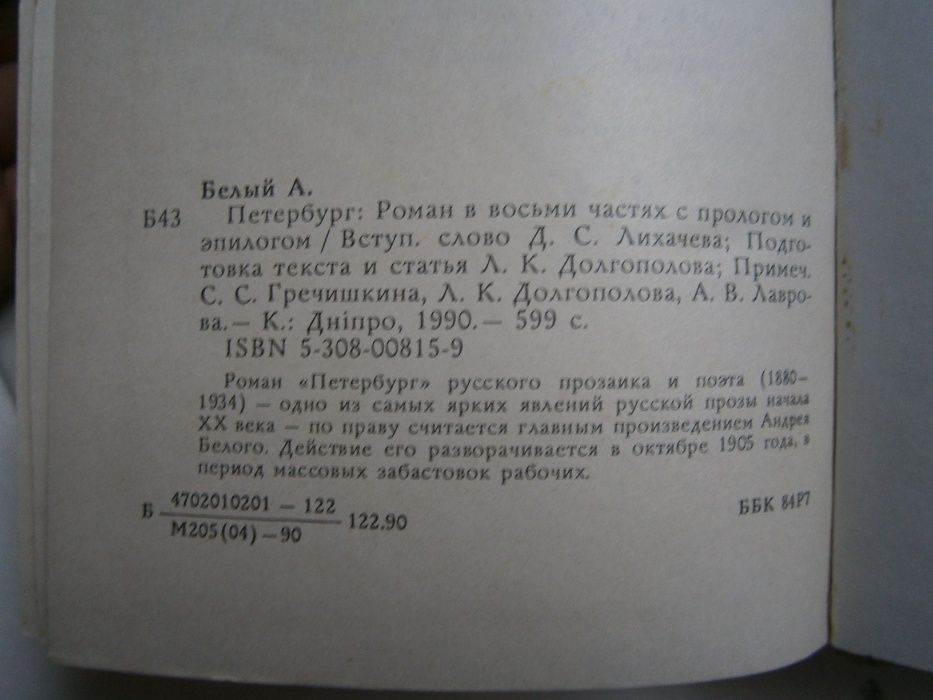 Белый А.
Б43 Петербург: Роман в восьми частях с прологом и
эпилогом / Вступ. слово Д. С. Лихачева; Подго-
товка текста и статья Л. К. Долгополова; Примеч.
С. С. Гречишкина, Л. К. Долгополова, А. В. Лавро-
ва.— К.: Дніпро, 1990.— 599 с.
ISBN 5-308-00815-9
Роман «Петербург» русского прозаика и поэта (1880–
1934) — одно из самых ярких явлений русской прозы начала
XX века — по праву считается главным произведением Андрея
Белого. Действие его разворачивается в октябре 1905 года, в
период массовых забастовок рабочих.
Б 4702010201 — 122
М205(04) —90
122.90
ББК 84Р7